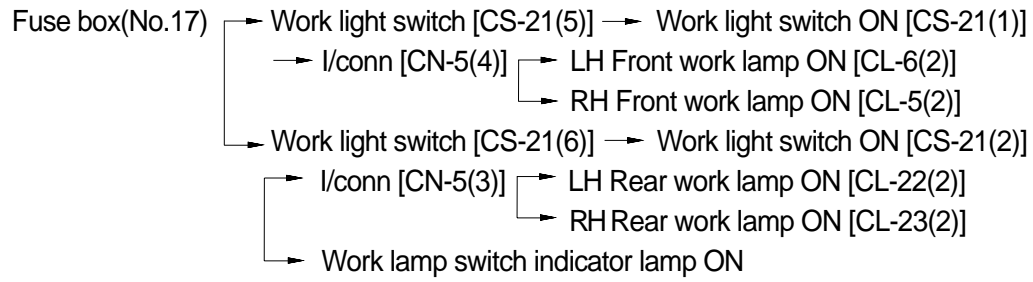 Fuse box(No.17) Work light switch [CS-21(5)] Work light switch ON [CS-21(1)]
I/conn [CN-5(4)] LH Front work lamp ON [CL-6(2)]
RH Front work lamp ON [CL-5(2)]
Work light switch [CS-21(6)] Work light switch ON [CS-21(2)]
I/conn [CN-5(3)] LH Rear work lamp ON [CL-22(2)]
RH Rear work lamp ON [CL-23(2)]
Work lamp switch indicator lamp ON